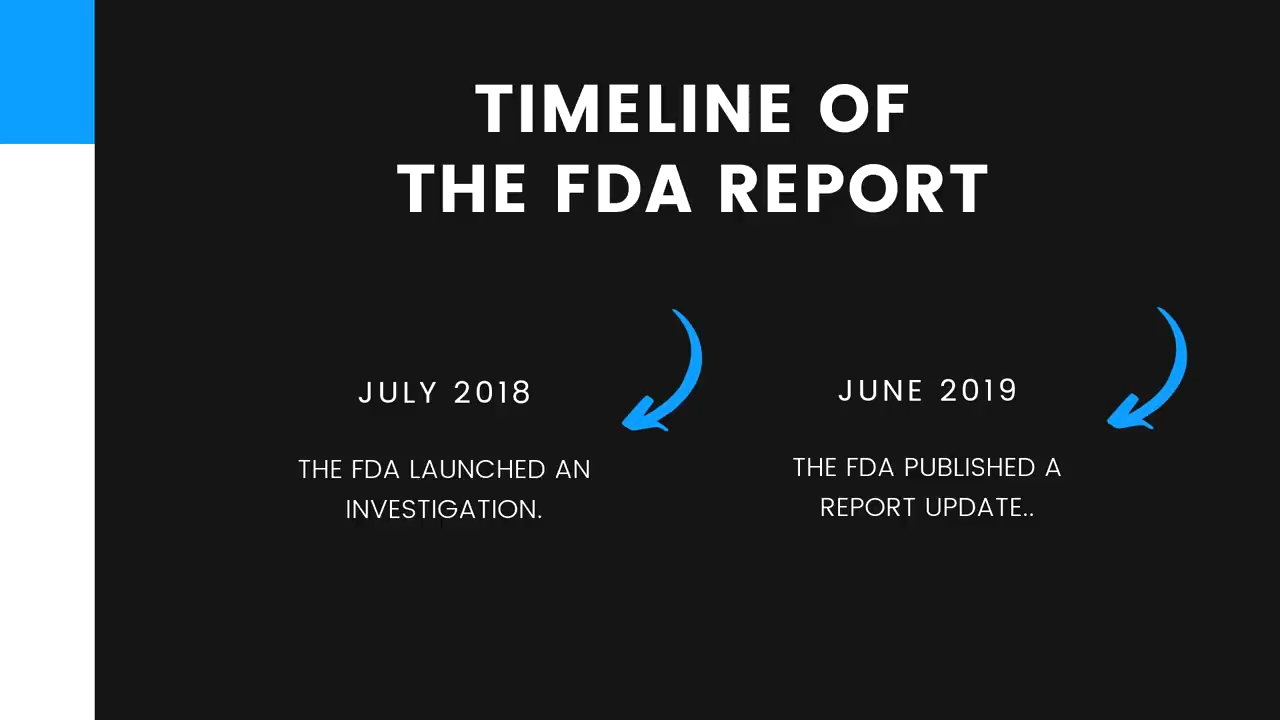 TIMELINE OF
THE FDA REPORT
JULY 2018
THE FDA LAUNCHED AN
INVESTIGATION.
JUNE 2019
THE FDA PUBLISHED A
REPORT UPDATE..